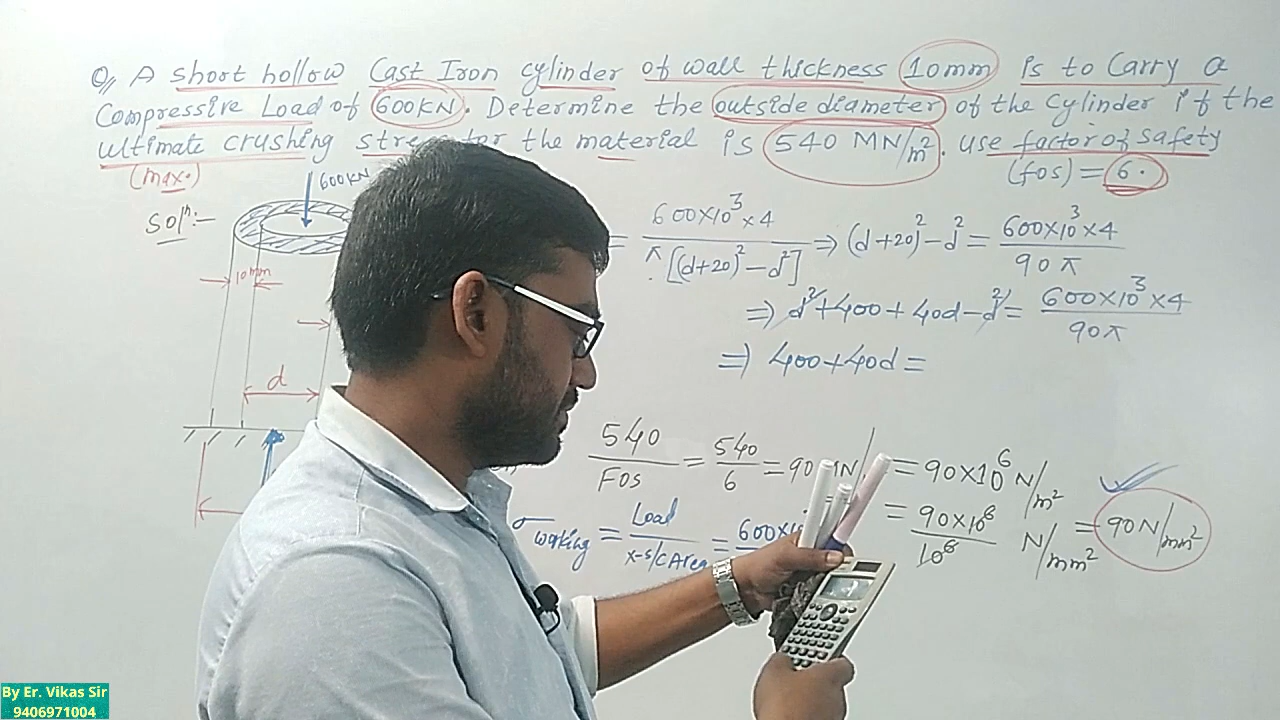 Q// A short hollow Cast Iron cylinder of wall thickness 10mm is to Carry a
Compressive Load of 600KN. Determine the outside diameter of the Cylinder if the
ultimate crushing for the material is 540 MN/m². use factor of safety
(max.) (fos) = 6.
Solⁿ:-
600KN
10mm
d
= 600×10³×4 / π[(d+20)²-d²] ⇒ (d+20)²-d² = 600×10³×4 / 90π
⇒ d²+400+40d-d² = 600×10³×4 / 90π
⇒ 400+40d =
540/FOS = 540/6 = 90 MN/ = 90×10⁶ N/m²
= 90×10⁶/10⁶ N/mm² = 90N/mm²
σworking = Load / x-s/c Area = 600×10
By Er. Vikas Sir
9406971004